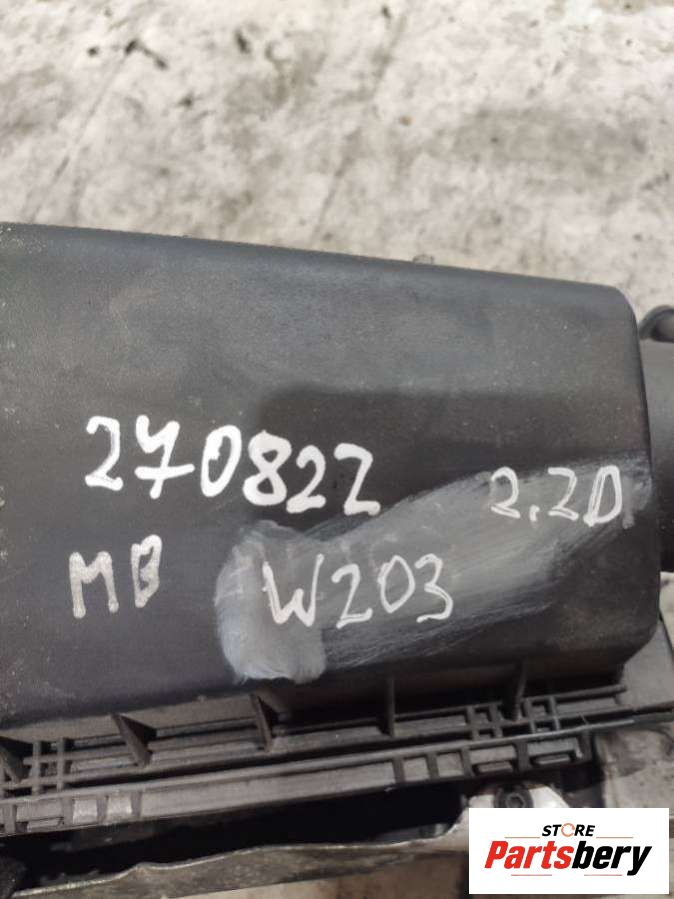 270822
2.2D
MB W203
STORE
Partsbery